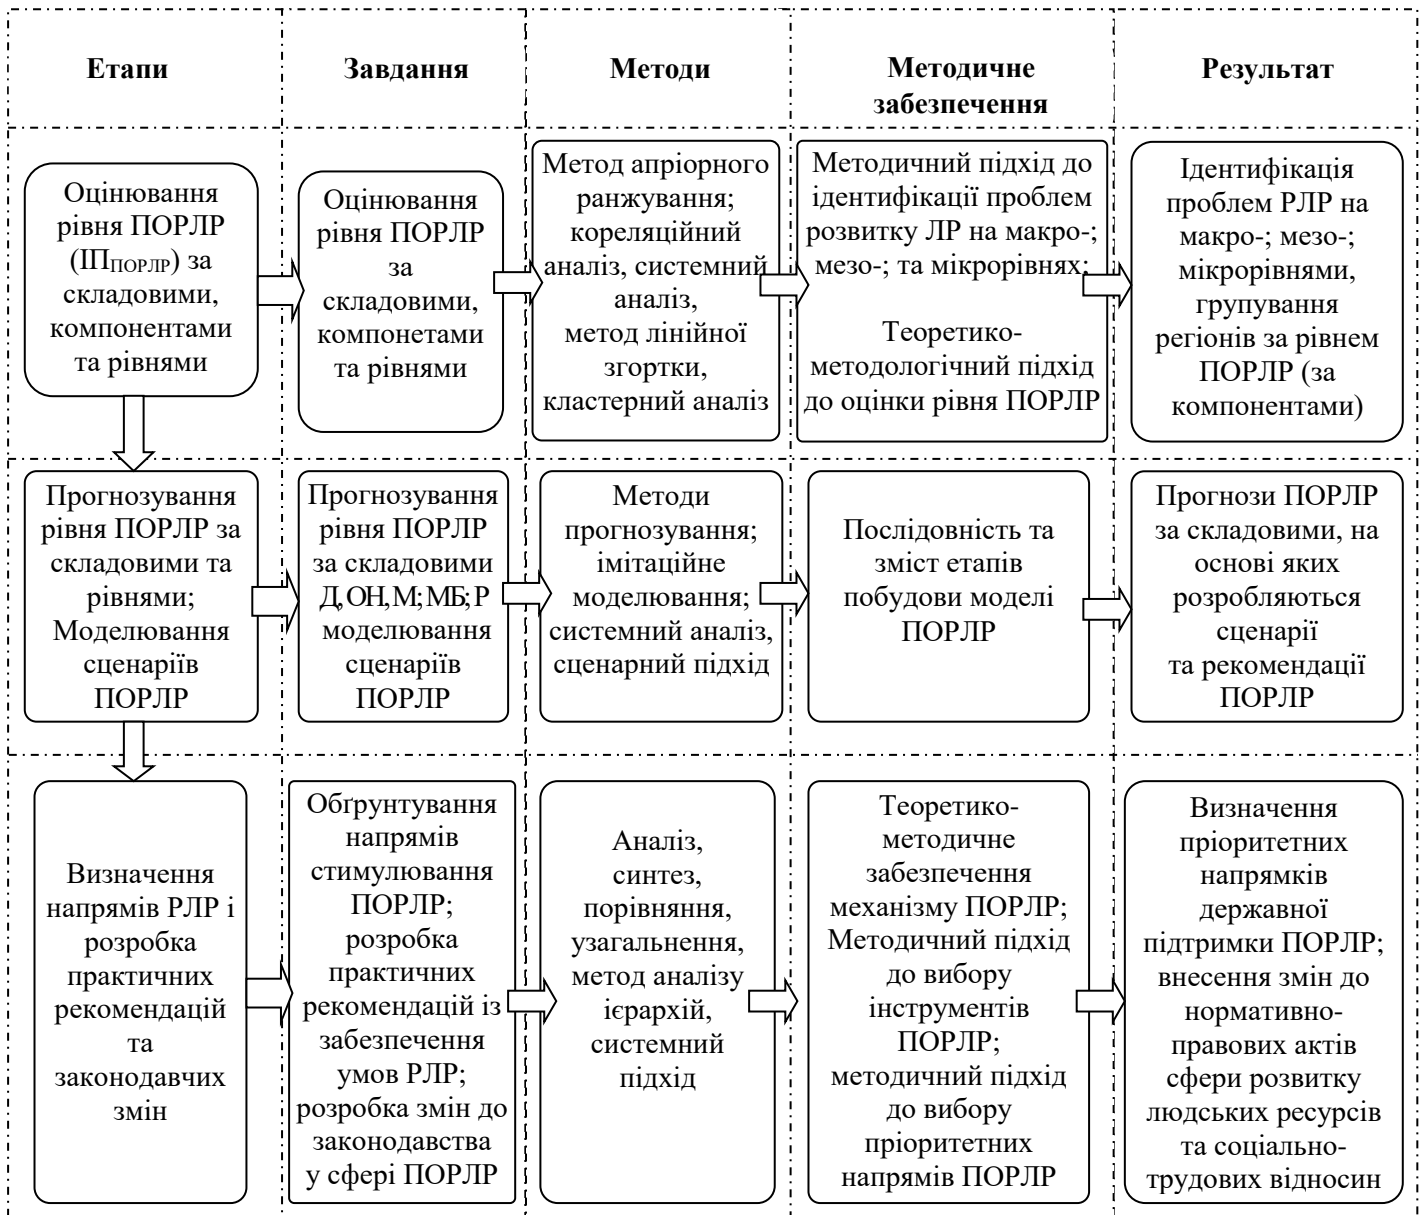 Етапи
Завдання
Методи
Методичне
забезпечення
Результат
Оцінювання
рівня ПОРЛР
(ІП_ПОРЛР) за
складовими,
компонентами
та рівнями
Оцінювання
рівня ПОРЛР
за
складовими,
компонетами
та рівнями
Метод апріорного
ранжування;
кореляційний
аналіз, системний
аналіз,
метод лінійної
згортки,
кластерний аналіз
Методичний підхід до
ідентифікації проблем
розвитку ЛР на макро-;
мезо-; та мікрорівнях;
Теоретико-
методологічний підхід
до оцінки рівня ПОРЛР
Ідентифікація
проблем РЛР на
макро-; мезо-;
мікрорівнями,
групування
регіонів за рівнем
ПОРЛР (за
компонентами)
Прогнозування
рівня ПОРЛР за
складовими та
рівнями;
Моделювання
сценаріїв
ПОРЛР
Прогнозування
рівня ПОРЛР
за складовими
Д, ОН, М; МБ; Р
моделювання
сценаріїв
ПОРЛР
Методи
прогнозування;
імітаційне
моделювання;
системний аналіз,
сценарний підхід
Послідовність та
зміст етапів
побудови моделі
ПОРЛР
Прогнози ПОРЛР
за складовими, на
основі яких
розробляються
сценарії
та рекомендації
ПОРЛР
Визначення
напрямів РЛР і
розробка
практичних
рекомендацій
та
законодавчих
змін
Обґрунтування
напрямів
стимулювання
ПОРЛР;
розробка
практичних
рекомендацій із
забезпечення
умов РЛР;
розробка змін до
законодавства
у сфері ПОРЛР
Аналіз,
синтез,
порівняння,
узагальнення,
метод аналізу
ієрархій,
системний
підхід
Теоретико-
методичне
забезпечення
механізму ПОРЛР;
Методичний підхід
до вибору
інструментів
ПОРЛР;
методичний підхід
до вибору
пріоритетних
напрямів ПОРЛР
Визначення
пріоритетних
напрямків
державної
підтримки ПОРЛР;
внесення змін до
нормативно-
правових актів
сфери розвитку
людських ресурсів
та соціально-
трудових відносин